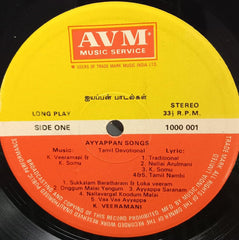 AVM
MUSIC SERVICE
USERS OF TRADE MARK MUSIC INDIA LTD.
ஐயப்பன் பாடல்கள்
LONG PLAY
STEREO
33⅓ R.P.M.
SIDE ONE
1000 001
AYYAPPAN SONGS
Music: Tamil Devotional Lyric:
K. Veeramani &
K. Somu
1. Traditional
2. Nellai Arulmani
3. K. Somu
4&5. Tamil Nambi
1. Sukkalam Baratharam & Loka veeram
2. Onggum Malai Yengum
3. Ayyappa Saranam
4. Nallavargal Koodum Malai
5. Vaa Vaa Ayyappa
K. VEERAMANI